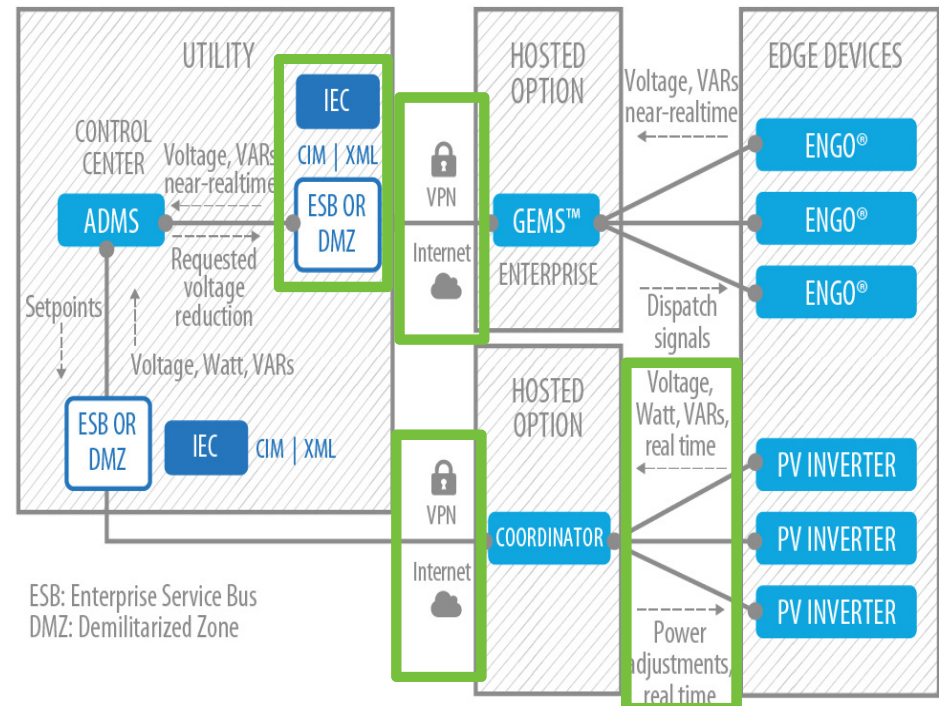 UTILITY
IEC
CIM | XML
ESB OR
DMZ
CONTROL
CENTER
ADMS
Voltage, VARs
near-realtime
Requested
voltage
reduction
Setpoints
Voltage, Watt, VARs
ESB OR
DMZ
IEC
CIM | XML
VPN
Internet
HOSTED
OPTION
GEMS™
ENTERPRISE
Voltage, VARs
near-realtime
Dispatch
signals
EDGE DEVICES
ENGO®
ENGO®
ENGO®
VPN
Internet
HOSTED
OPTION
COORDINATOR
Voltage,
Watt, VARs,
real time
Power
adjustments,
real time
PV INVERTER
PV INVERTER
PV INVERTER
ESB: Enterprise Service Bus
DMZ: Demilitarized Zone